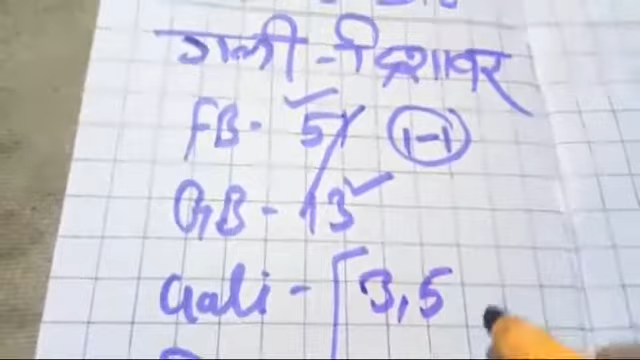 गली - दिशावर
FB - 51 (1-1)
GB - 13
Gali - [3,5